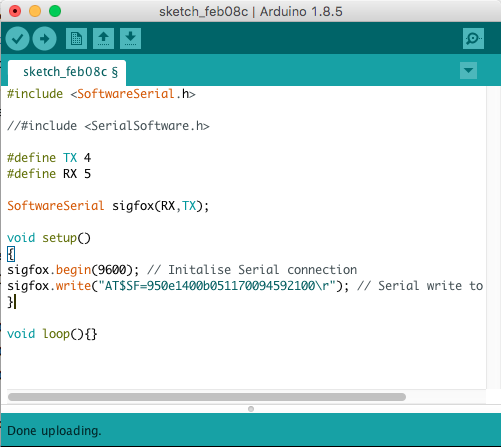 sketch_feb08c | Arduino 1.8.5
sketch_feb08c §
#include <SoftwareSerial.h>
//#include <SerialSoftware.h>
#define TX 4
#define RX 5
SoftwareSerial sigfox(RX,TX);
void setup()
{
sigfox.begin(9600); // Initalise Serial connection
sigfox.write("AT$SF=950e1400b051170094592100\r"); // Serial write to
}
void loop(){}
Done uploading.